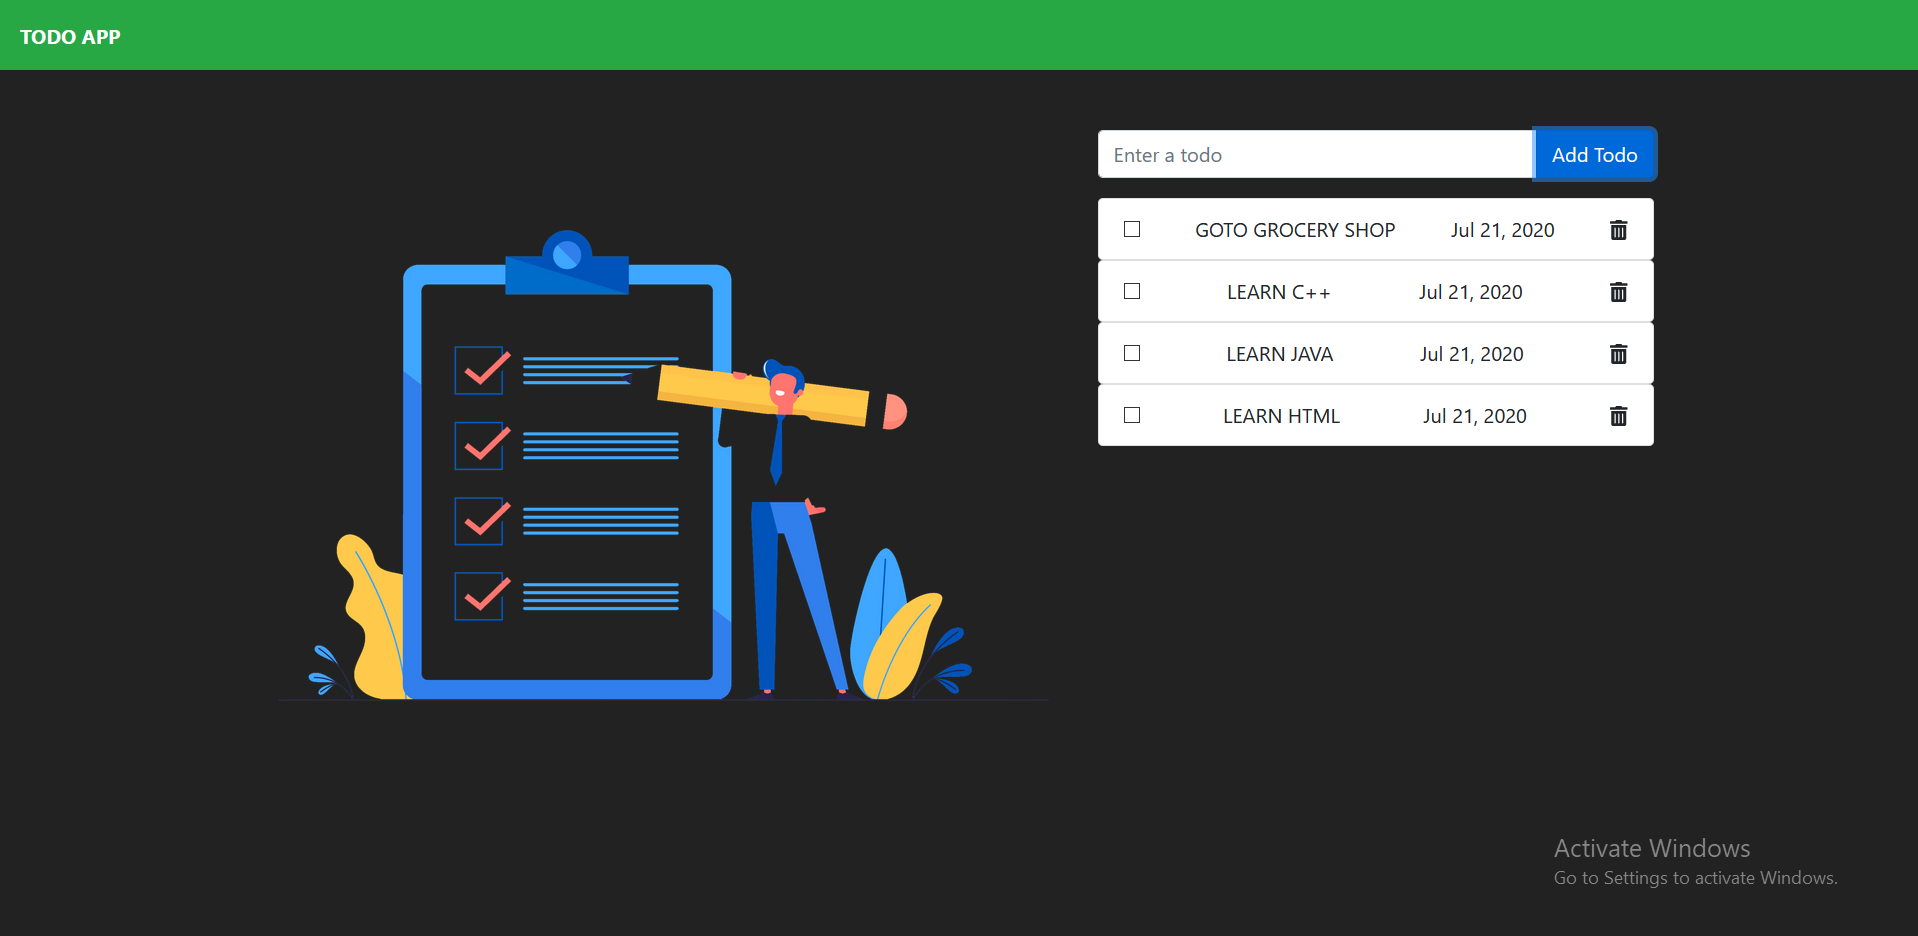 TODO APP
Enter a todo
Add Todo
GOTO GROCERY SHOP Jul 21, 2020
LEARN C++ Jul 21, 2020
LEARN JAVA Jul 21, 2020
LEARN HTML Jul 21, 2020
Activate Windows
Go to Settings to activate Windows.